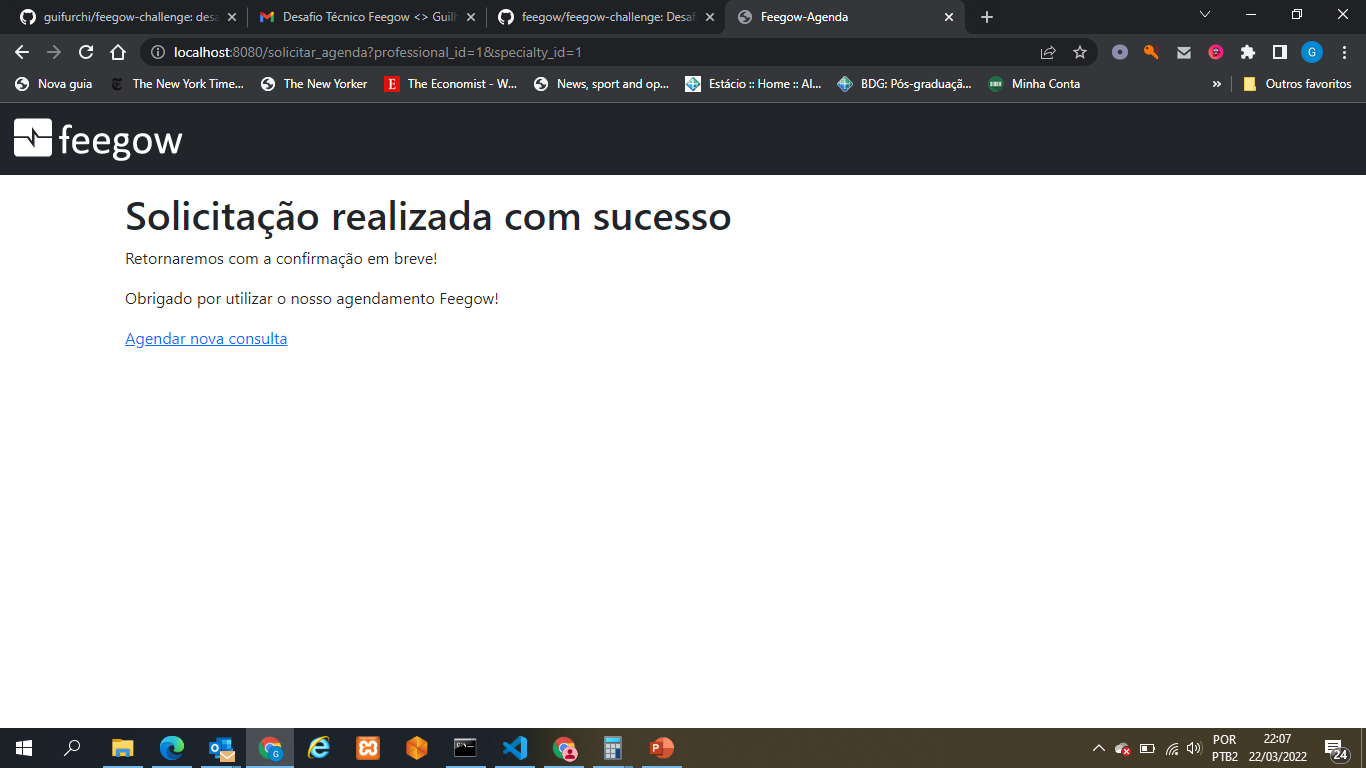 guifurchi/feegow-challenge: desa
Desafio Técnico Feegow <> Guil
feegow/feegow-challenge: Desaf
Feegow-Agenda
localhost:8080/solicitar_agenda?professional_id=1&specialty_id=1
G
Nova guia
The New York Time...
The New Yorker
E
The Economist - W...
News, sport and op...
Estácio :: Home :: Al...
BDG: Pós-graduaçã...
Minha Conta
»
Outros favoritos
feegow
Solicitação realizada com sucesso
Retornaremos com a confirmação em breve!
Obrigado por utilizar o nosso agendamento Feegow!
Agendar nova consulta
POR
PTB2
22:07
22/03/2022
24